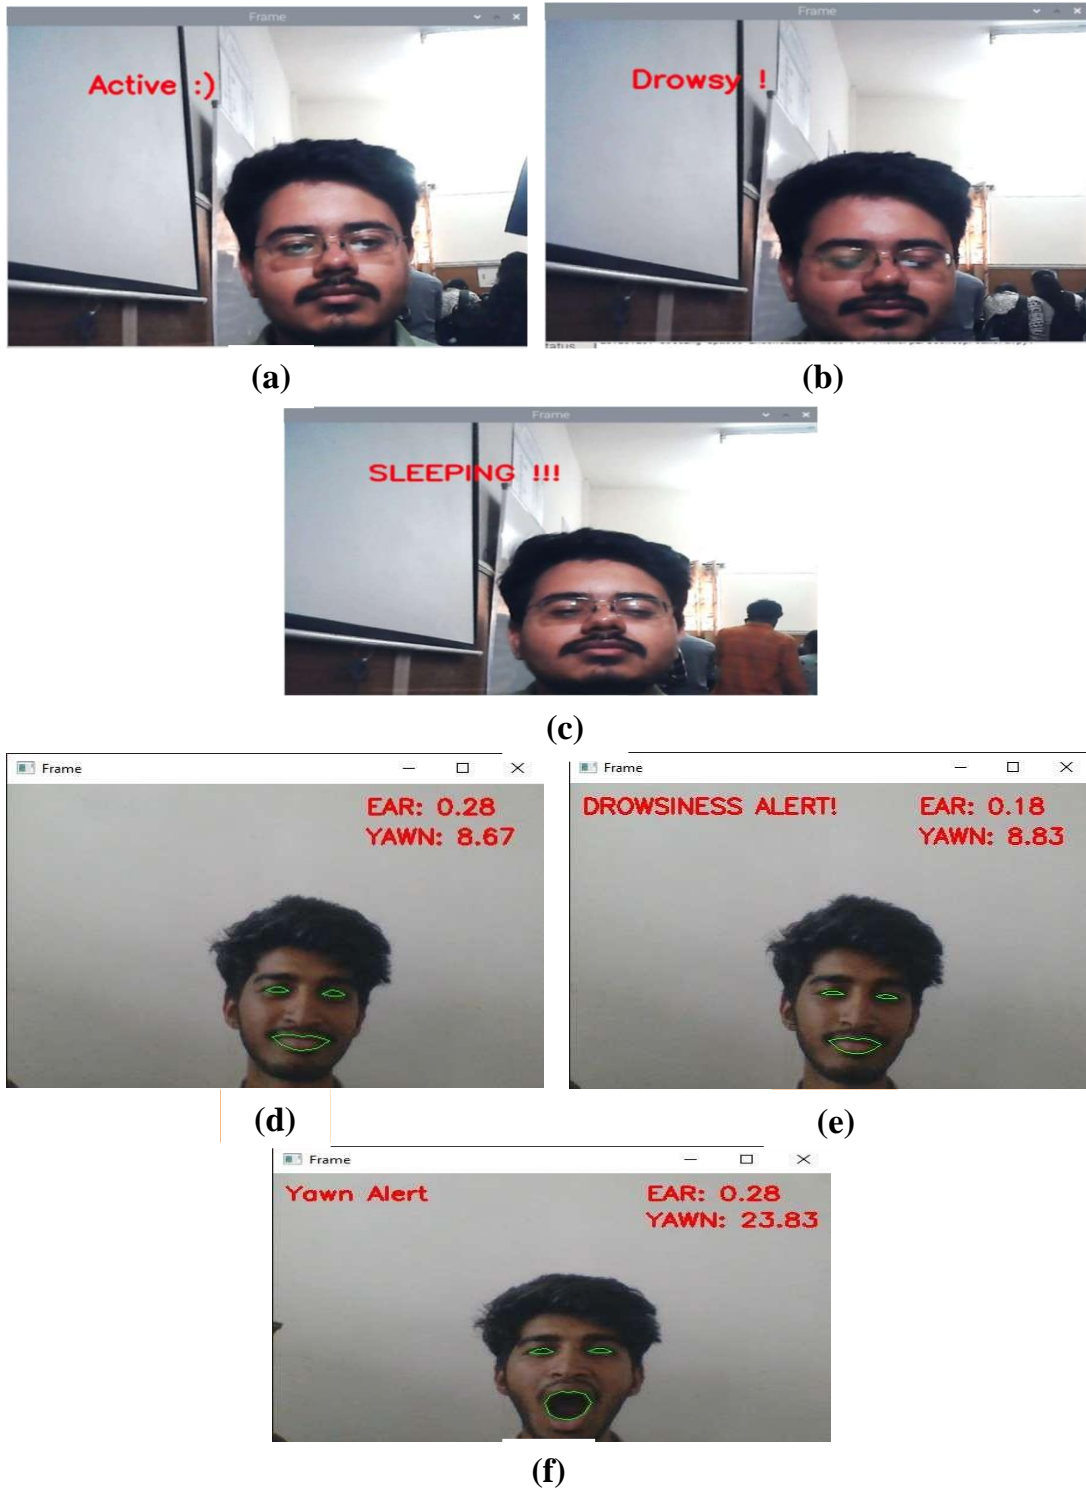 Frame
Active :)
(a)
Frame
Drowsy !
tatus
(b)
Frame
SLEEPING !!!
(c)
Frame
EAR: 0.28
YAWN: 8.67
(d)
Frame
DROWSINESS ALERT!
EAR: 0.18
YAWN: 8.83
(e)
Frame
Yawn Alert
EAR: 0.28
YAWN: 23.83
(f)